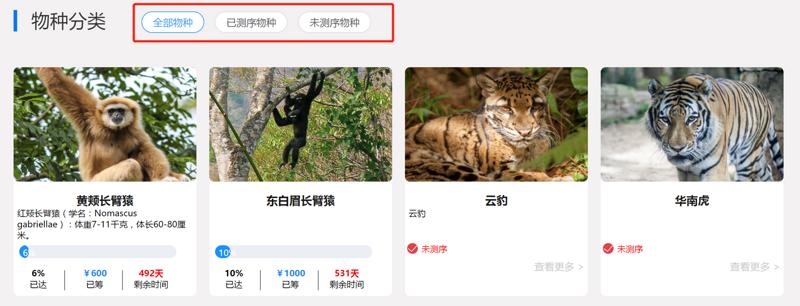 物种分类
全部物种
已测序物种
未测序物种
黄颊长臂猿
红颊长臂猿（学名：Nomascus
gabriellae）：体重7-11千克，体长60-80厘
米。
6%
6%
已达
￥600
已筹
492天
剩余时间
东白眉长臂猿
10%
10%
已达
￥1000
已筹
531天
剩余时间
云豹
云豹
未测序
查看更多 >
华南虎
未测序
查看更多 >